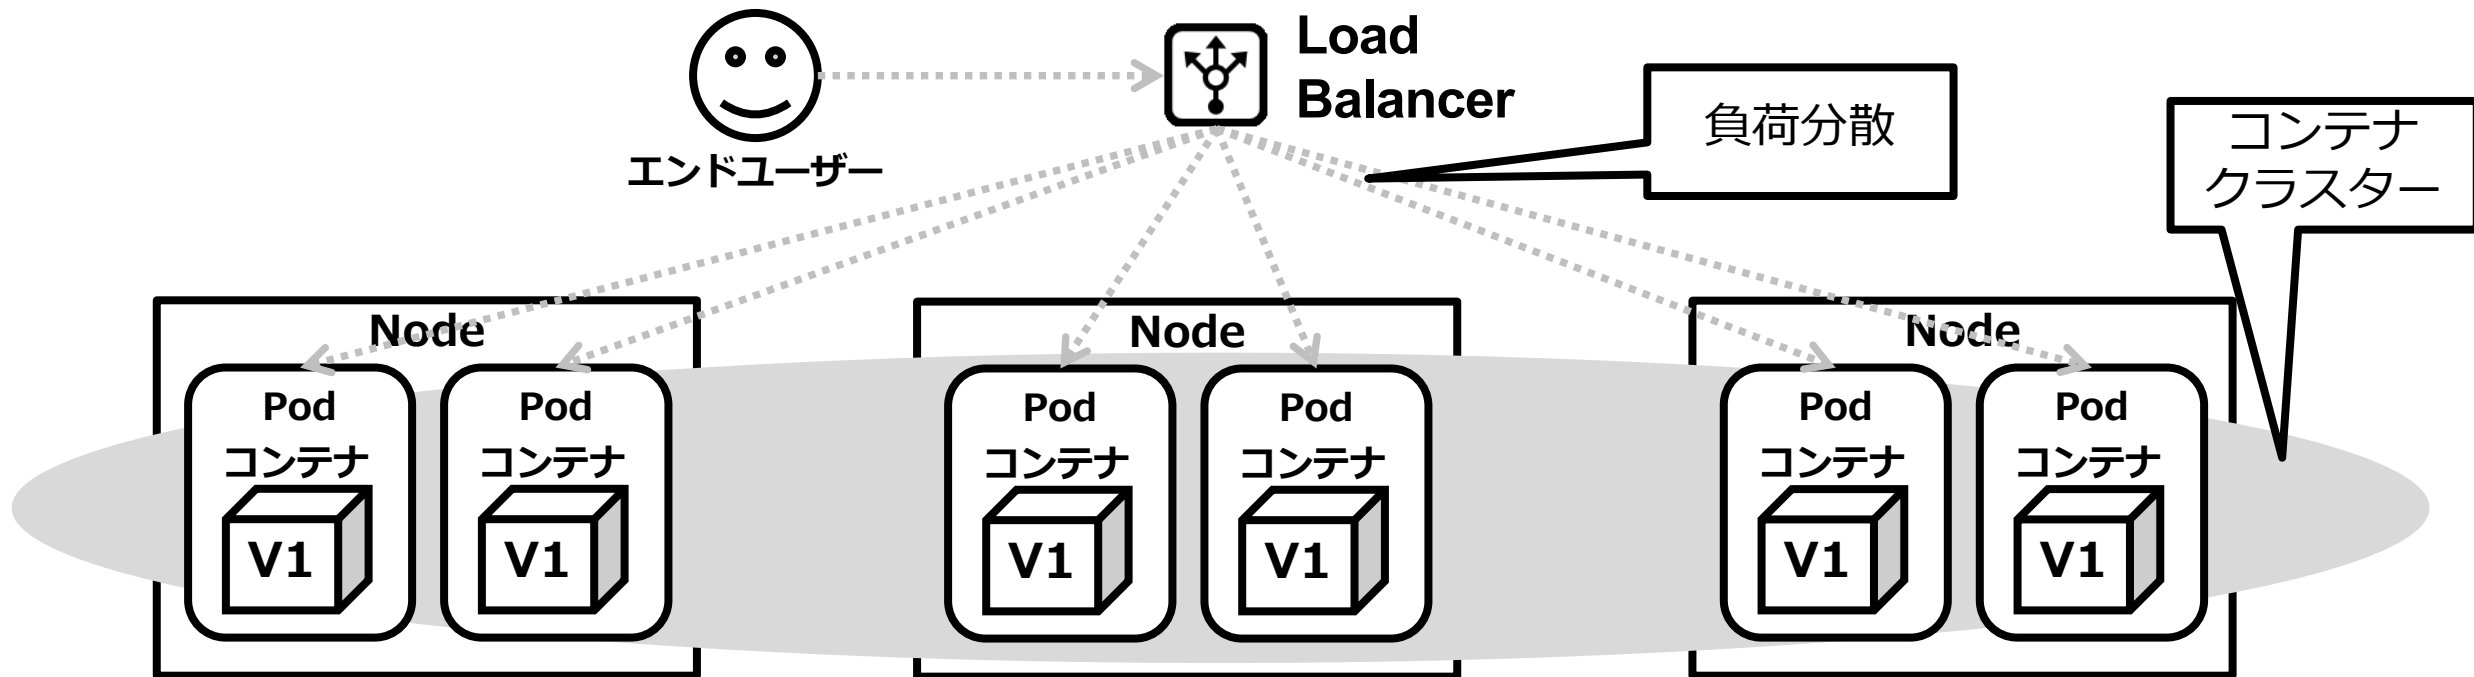 Load
Balancer
エンドユーザー
負荷分散
コンテナ
クラスター
Node
Node
Node
Pod
Pod
Pod
Pod
Pod
Pod
コンテナ
コンテナ
コンテナ
コンテナ
コンテナ
コンテナ
V1
V1
V1
V1
V1
V1